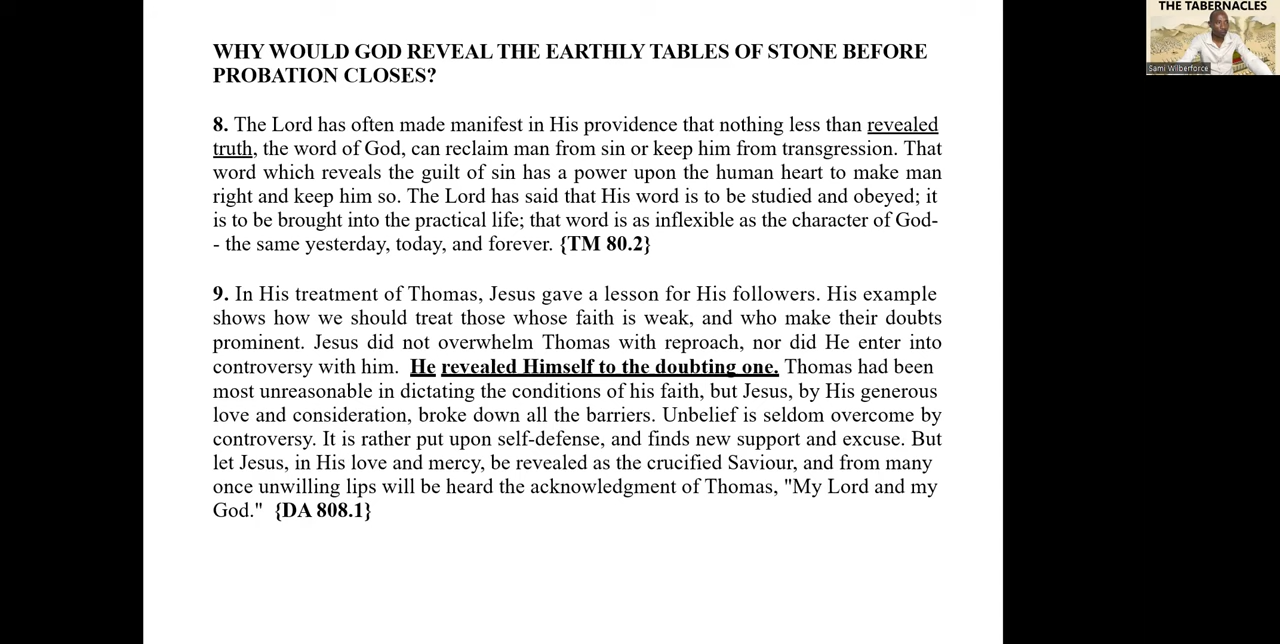 THE TABERNACLES
Sami Wilberforce
WHY WOULD GOD REVEAL THE EARTHLY TABLES OF STONE BEFORE
PROBATION CLOSES?
8. The Lord has often made manifest in His providence that nothing less than revealed
truth, the word of God, can reclaim man from sin or keep him from transgression. That
word which reveals the guilt of sin has a power upon the human heart to make man
right and keep him so. The Lord has said that His word is to be studied and obeyed; it
is to be brought into the practical life; that word is as inflexible as the character of God-
- the same yesterday, today, and forever. {TM 80.2}
9. In His treatment of Thomas, Jesus gave a lesson for His followers. His example
shows how we should treat those whose faith is weak, and who make their doubts
prominent. Jesus did not overwhelm Thomas with reproach, nor did He enter into
controversy with him. He revealed Himself to the doubting one. Thomas had been
most unreasonable in dictating the conditions of his faith, but Jesus, by His generous
love and consideration, broke down all the barriers. Unbelief is seldom overcome by
controversy. It is rather put upon self-defense, and finds new support and excuse. But
let Jesus, in His love and mercy, be revealed as the crucified Saviour, and from many
once unwilling lips will be heard the acknowledgment of Thomas, "My Lord and my
God." {DA 808.1}